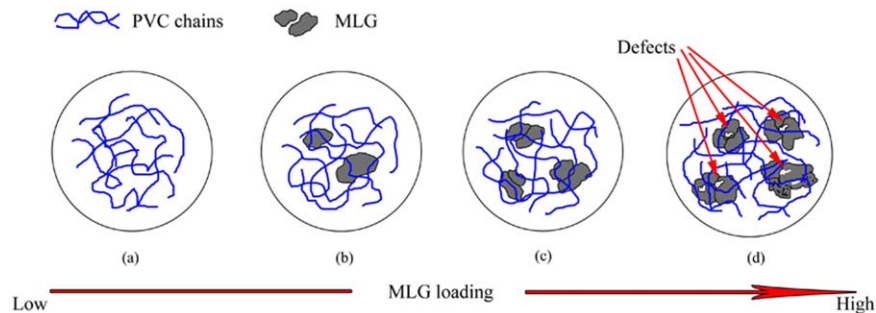 PVC chains
MLG
Defects
(a)
(b)
(c)
(d)
Low
MLG loading
High